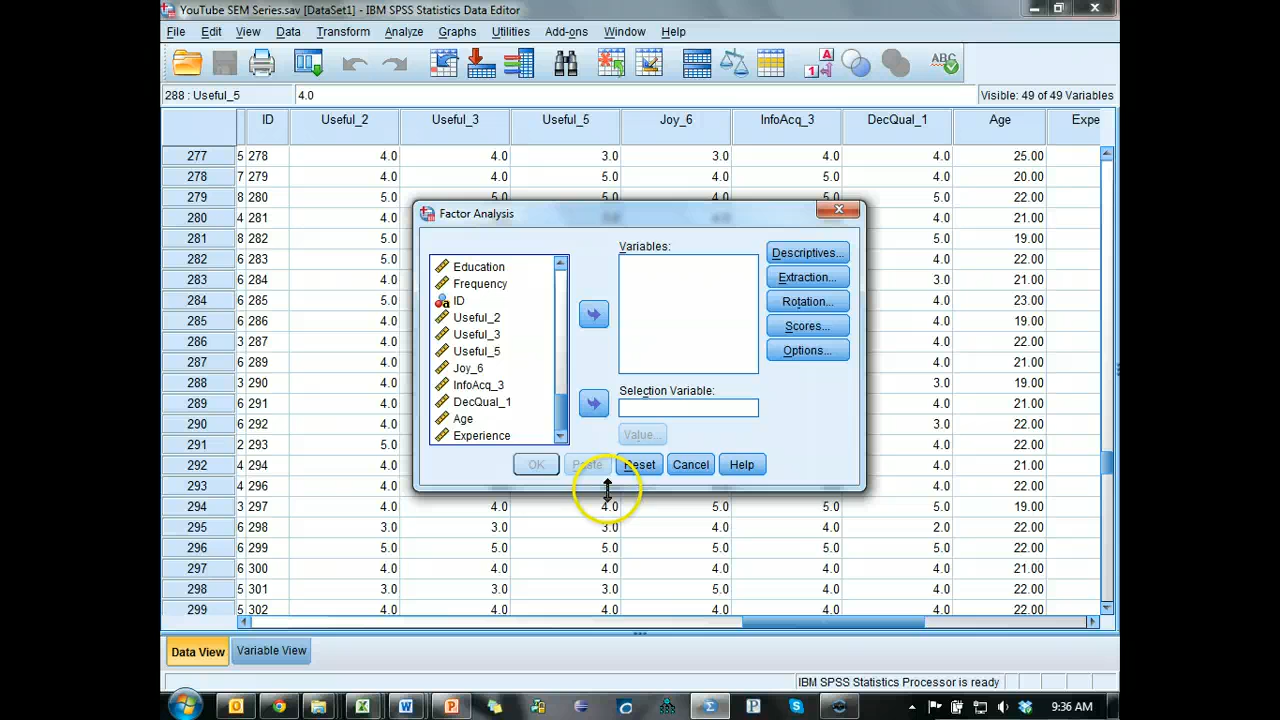 YouTube SEM Series.sav [DataSet1] - IBM SPSS Statistics Data Editor
File Edit View Data Transform Analyze Graphs Utilities Add-ons Window Help
288 : Useful_5 4.0 Visible: 49 of 49 Variables
ID Useful_2 Useful_3 Useful_5 Joy_6 InfoAcq_3 DecQual_1 Age Expe
277 5 278 4.0 4.0 3.0 3.0 4.0 4.0 25.00
278 7 279 4.0 4.0 5.0 4.0 5.0 4.0 20.00
279 8 280 5.0 5.0 5.0 4.0 5.0 4.0 22.00
280 4 281 4.0 4.0 21.00
281 8 282 5.0 5.0 19.00
282 6 283 5.0 4.0 22.00
283 6 284 4.0 3.0 21.00
284 6 285 5.0 4.0 23.00
285 6 286 4.0 4.0 19.00
286 3 287 4.0 4.0 22.00
287 6 289 4.0 4.0 21.00
288 3 290 4.0 3.0 19.00
289 6 291 4.0 4.0 21.00
290 6 292 4.0 3.0 22.00
291 2 293 5.0 4.0 22.00
292 4 294 4.0 4.0 21.00
293 4 295 4.0 4.0 21.00
294 3 297 4.0 4.0 4.0 5.0 5.0 5.0 19.00
295 6 298 3.0 3.0 3.0 4.0 4.0 2.0 22.00
296 6 299 5.0 5.0 5.0 5.0 5.0 5.0 22.00
297 6 300 4.0 4.0 4.0 4.0 4.0 4.0 21.00
298 5 301 3.0 3.0 3.0 5.0 4.0 4.0 22.00
299 5 302 4.0 4.0 4.0 4.0 4.0 4.0 22.00
Factor Analysis
Variables:
Education
Frequency
ID
Useful_2
Useful_3
Useful_5
Joy_6
InfoAcq_3
DecQual_1
Age
Experience
Descriptives...
Extraction...
Rotation...
Scores...
Options...
Selection Variable:
Value...
OK Paste Reset Cancel Help
Data View Variable View
IBM SPSS Statistics Processor is ready
9:36 AM